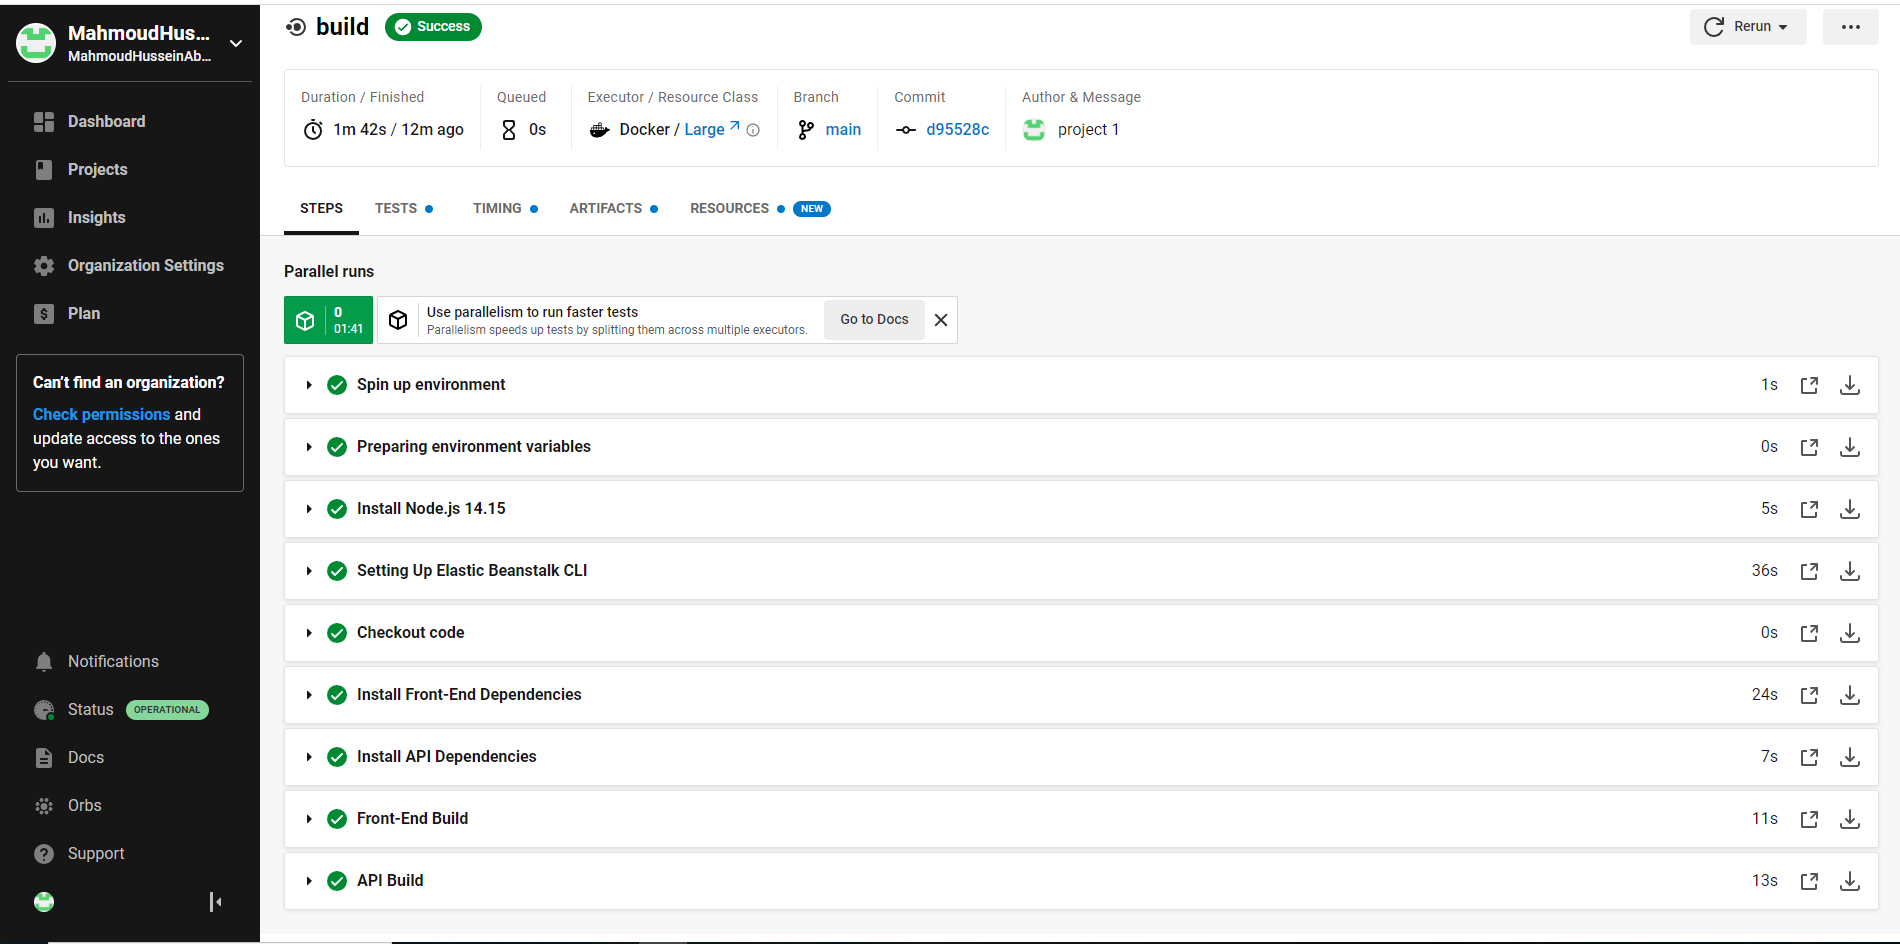 MahmoudHus...
MahmoudHusseinAb...
Dashboard
Projects
Insights
Organization Settings
Plan
Can't find an organization?
Check permissions and
update access to the ones
you want.
Notifications
Status OPERATIONAL
Docs
Orbs
Support
build Success
Rerun
Duration / Finished
1m 42s / 12m ago
Queued
0s
Executor / Resource Class
Docker / Large
Branch
main
Commit
d95528c
Author & Message
project 1
STEPS TESTS TIMING ARTIFACTS RESOURCES NEW
Parallel runs
0
01:41
Use parallelism to run faster tests
Parallelism speeds up tests by splitting them across multiple executors.
Go to Docs
Spin up environment 1s
Preparing environment variables 0s
Install Node.js 14.15 5s
Setting Up Elastic Beanstalk CLI 36s
Checkout code 0s
Install Front-End Dependencies 24s
Install API Dependencies 7s
Front-End Build 11s
API Build 13s